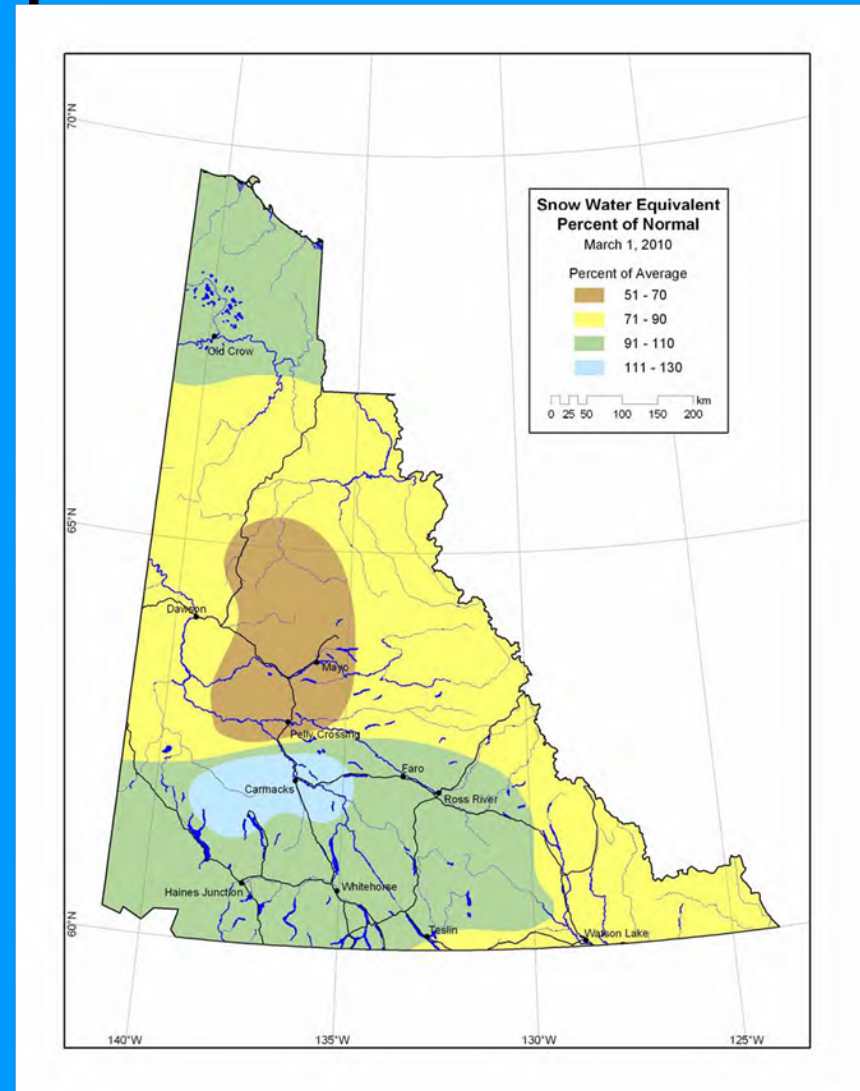 70°N
Snow Water Equivalent
Percent of Normal
March 1, 2010
Percent of Average
51 - 70
71 - 90
91 - 110
111 - 130
km
0 25 50 100 150 200
Old Crow
65°N
Dawson
Mayo
Pelly Crossing
Faro
Carmacks
Ross River
Haines Junction
Whitehorse
60°N
Teslin
Watson Lake
140°W
135°W
130°W
125°W